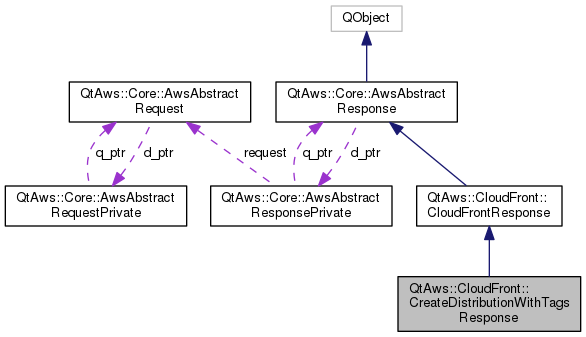 QObject
QtAws::Core::AwsAbstract
Request
QtAws::Core::AwsAbstract
Response
q_ptr
d_ptr
request
q_ptr
d_ptr
QtAws::Core::AwsAbstract
RequestPrivate
QtAws::Core::AwsAbstract
ResponsePrivate
QtAws::CloudFront::
CloudFrontResponse
QtAws::CloudFront::
CreateDistributionWithTags
Response